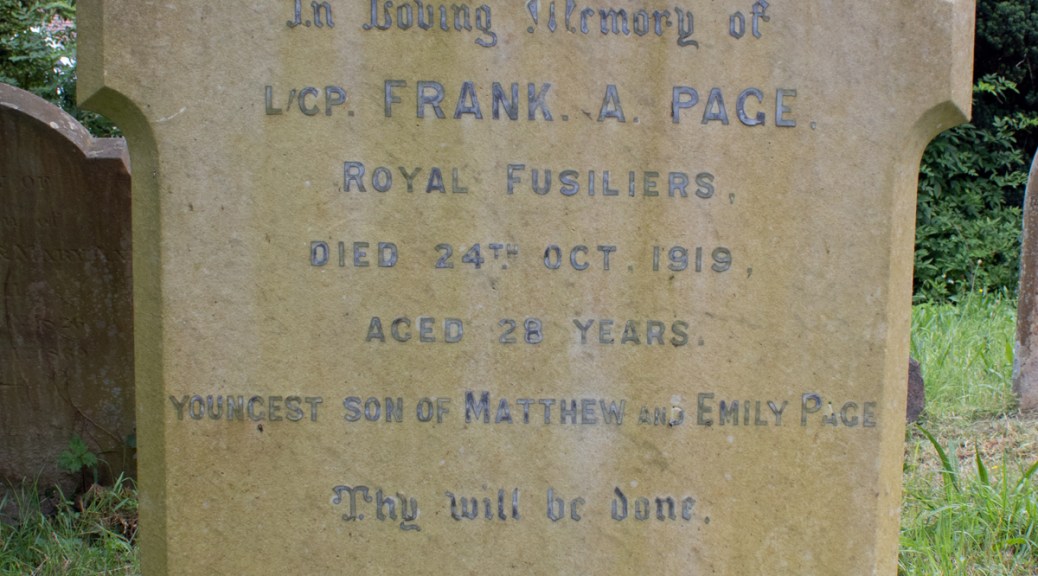 In Loving Memory of
L/CP. FRANK. A. PAGE.
ROYAL FUSILIERS,
DIED 24TH OCT. 1919,
AGED 28 YEARS.
YOUNGEST SON OF MATTHEW AND EMILY PAGE
Thy will be done.